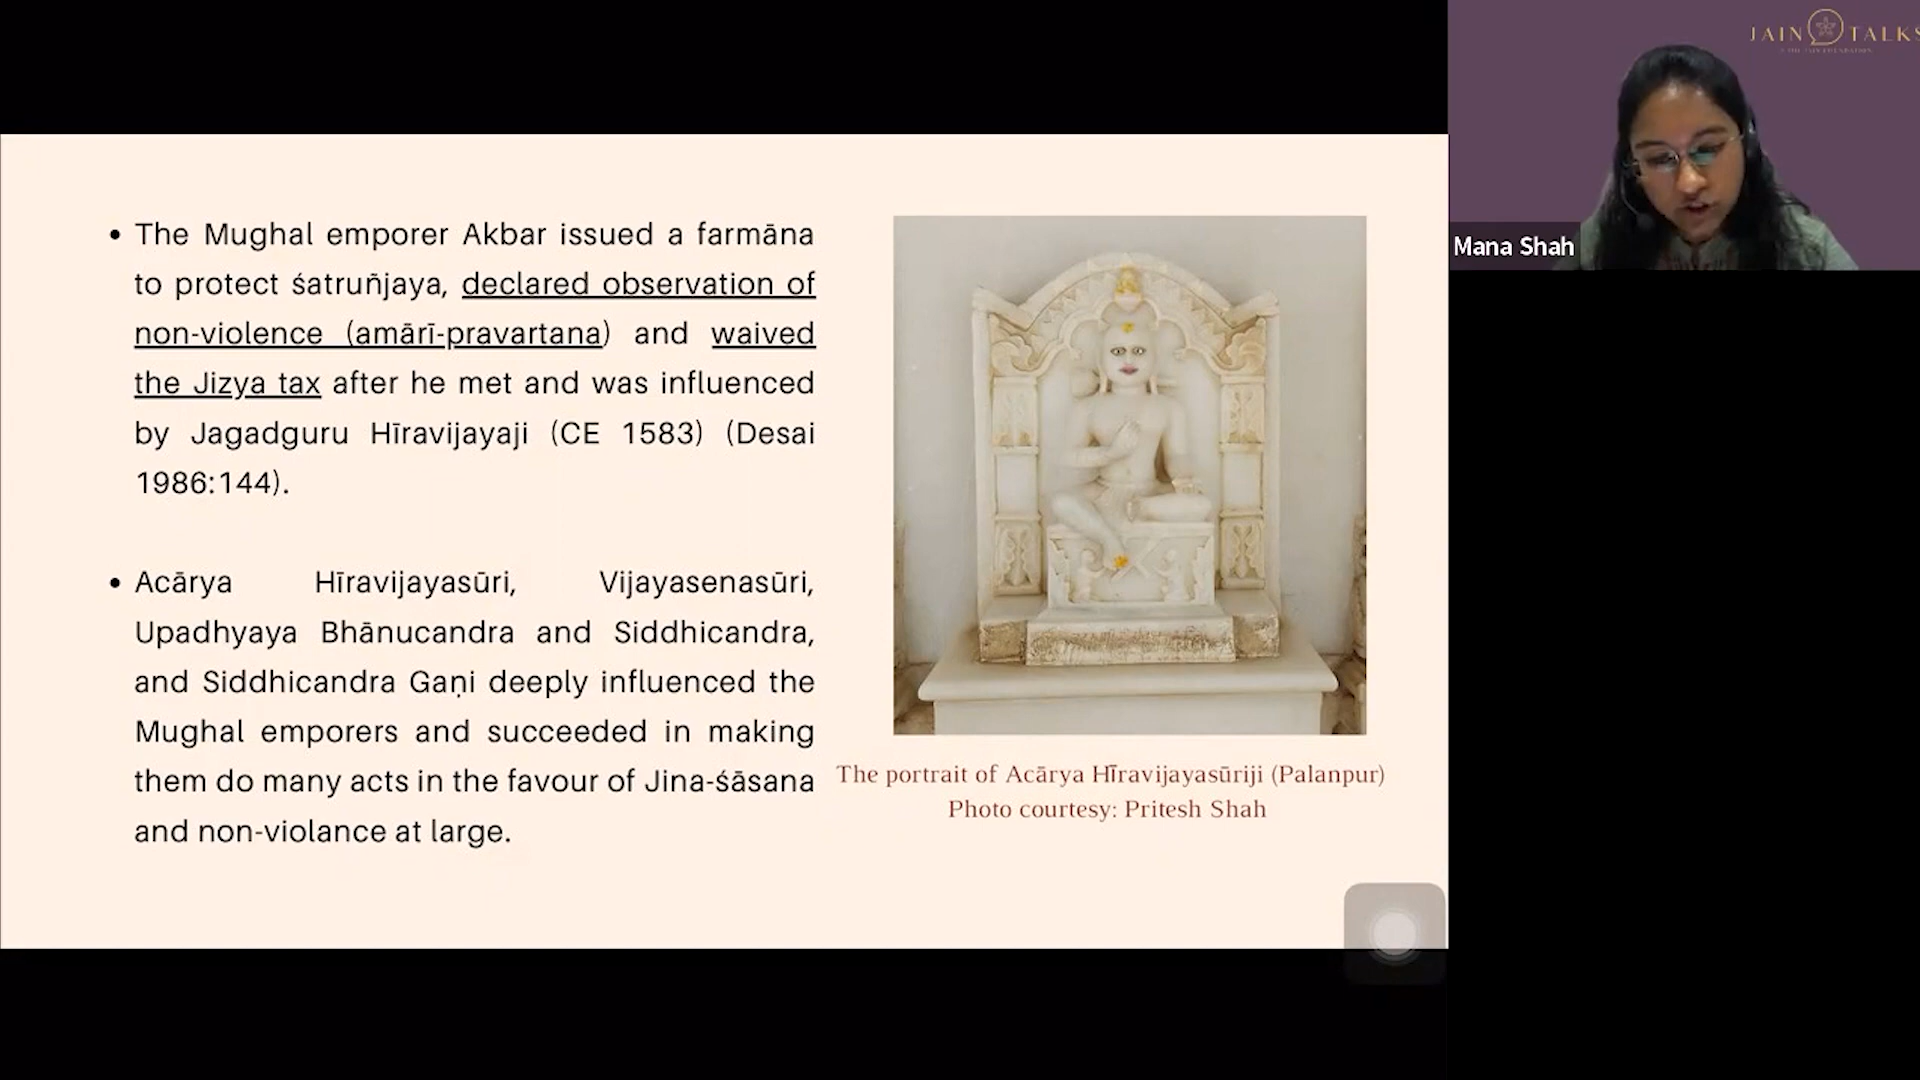 The Mughal emporer Akbar issued a farmāna
to protect śatruñjaya, declared observation of
non-violence (amārī-pravartana) and waived
the Jizya tax after he met and was influenced
by Jagadguru Hīravijayaji (CE 1583) (Desai
1986:144).
Acārya Hīravijayasūri, Vijayasenasūri,
Upadhyaya Bhānucandra and Siddhicandra,
and Siddhicandra Gaṇi deeply influenced the
Mughal emporers and succeeded in making
them do many acts in the favour of Jina-śāsana
and non-violance at large.
The portrait of Acārya Hīravijayasūriji (Palanpur)
Photo courtesy: Pritesh Shah
JAIN TALKS
Mana Shah